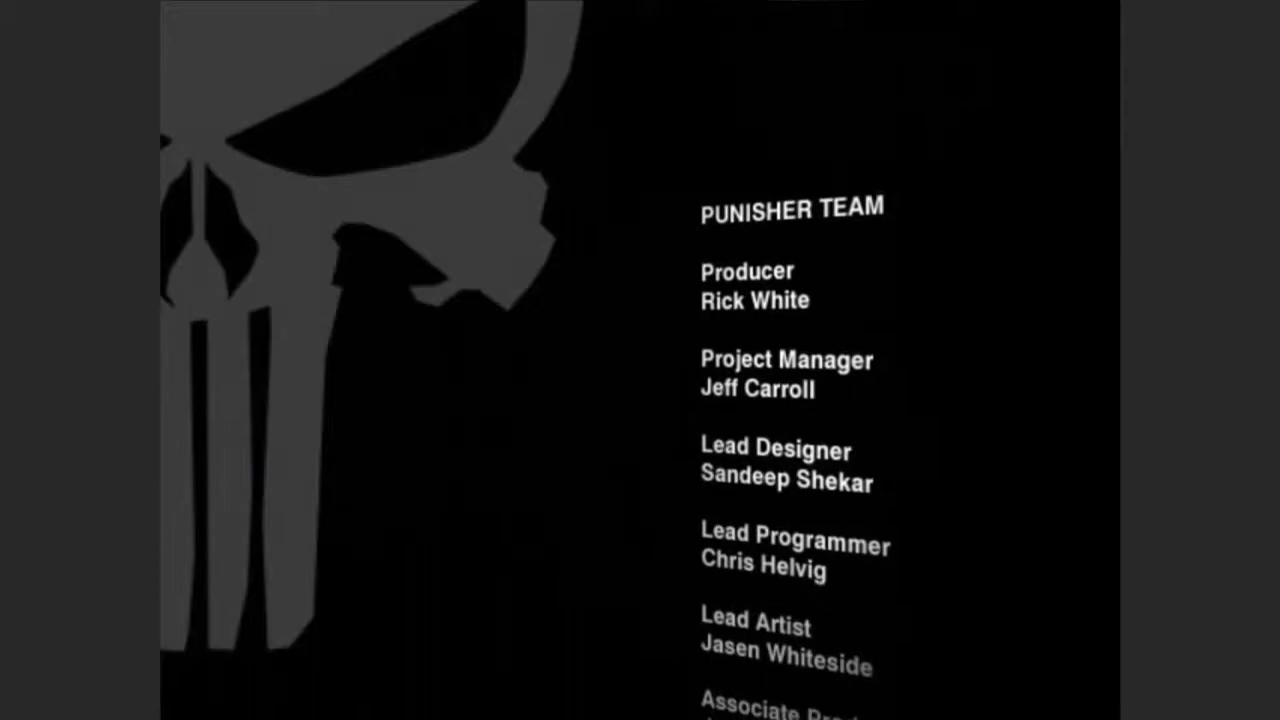 PUNISHER TEAM
Producer
Rick White
Project Manager
Jeff Carroll
Lead Designer
Sandeep Shekar
Lead Programmer
Chris Helvig
Lead Artist
Jasen Whiteside
Associate